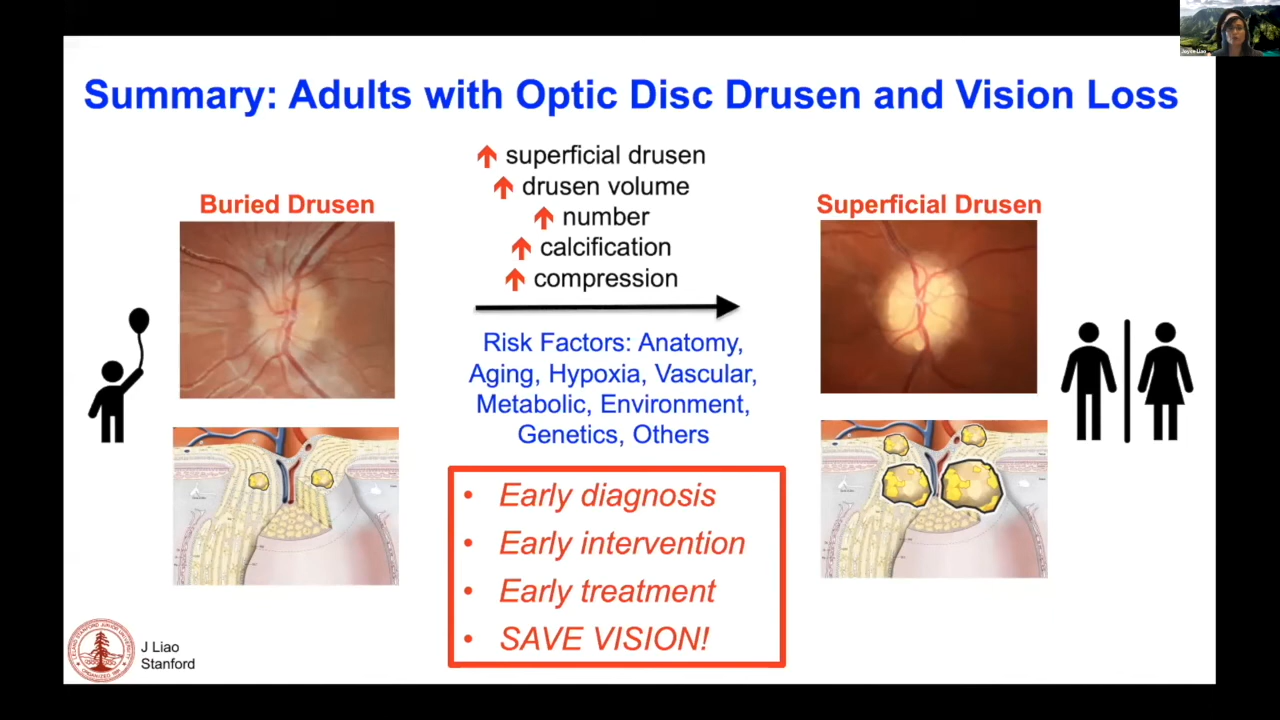 Joyce Liao
Summary: Adults with Optic Disc Drusen and Vision Loss
superficial drusen
drusen volume
number
calcification
compression
Buried Drusen
Superficial Drusen
Risk Factors: Anatomy,
Aging, Hypoxia, Vascular,
Metabolic, Environment,
Genetics, Others
• Early diagnosis
• Early intervention
• Early treatment
• SAVE VISION!
J Liao
Stanford